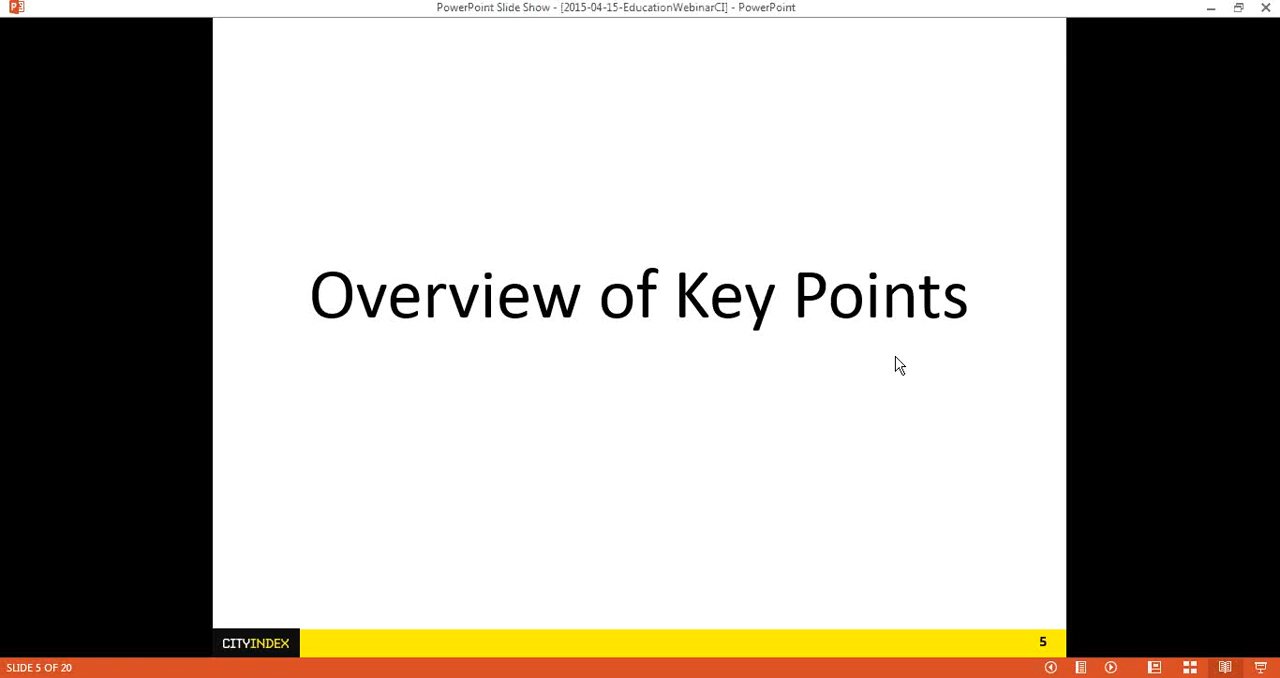 PowerPoint Slide Show - [2015-04-15-EducationWebinarCI] - PowerPoint
Overview of Key Points
CITYINDEX
5
SLIDE 5 OF 20